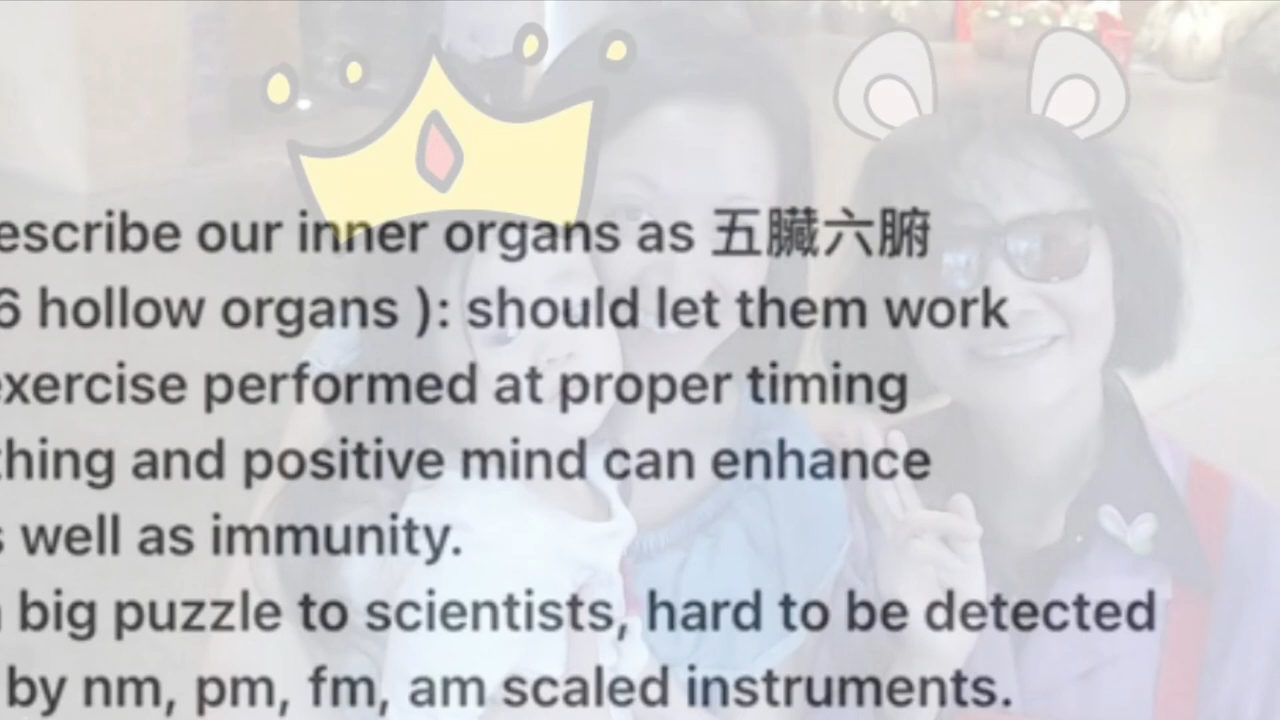 escribe our inner organs as 五臟六腑
6 hollow organs ): should let them work
exercise performed at proper timing
thing and positive mind can enhance
s well as immunity.
big puzzle to scientists, hard to be detected
by nm, pm, fm, am scaled instruments.